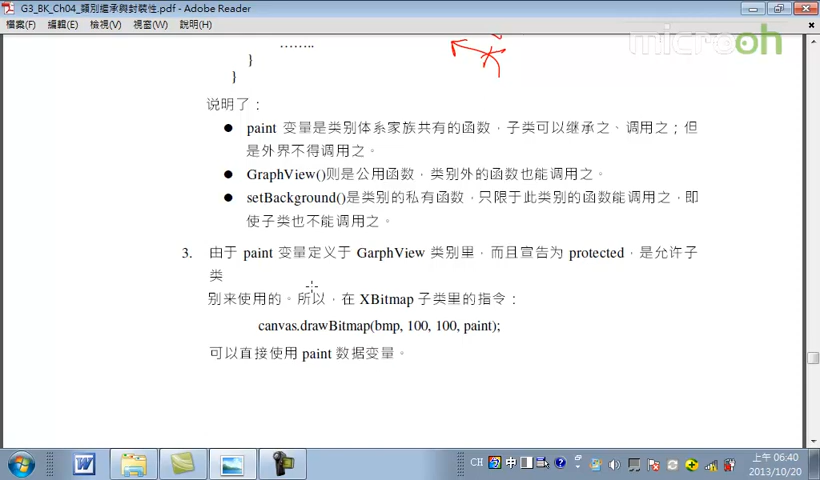 G3_BK_Ch04_類別繼承與封裝性.pdf - Adobe Reader
檔案(F) 編輯(E) 檢視(V) 視窗(W) 說明(H)
microoh
……..
}
}
说明了：
● paint 变量是类别体系家族共有的函数，子类可以继承之、调用之；但
是外界不得调用之。
● GraphView()则是公用函数，类别外的函数也能调用之。
● setBackground()是类别的私有函数，只限于此类别的函数能调用之，即
使子类也不能调用之。
3. 由于 paint 变量定义于 GarphView 类别里，而且宣告为 protected，是允许子
类
别来使用的。所以，在 XBitmap 子类里的指令：
canvas.drawBitmap(bmp, 100, 100, paint);
可以直接使用 paint 数据变量。
CH 中 上午 06:40
2013/10/20